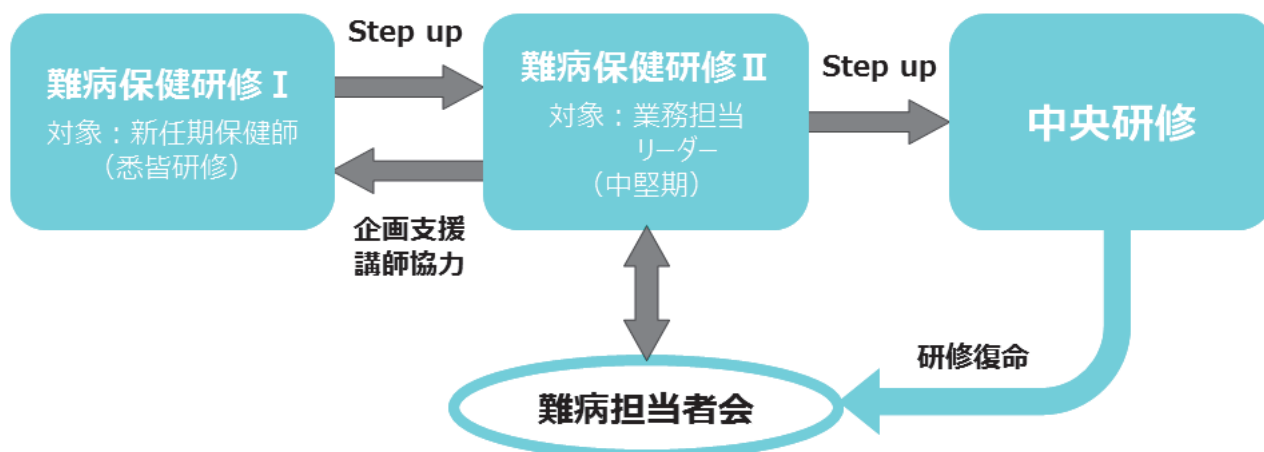 難病保健研修Ⅰ
対象：新任期保健師
（悉皆研修）
Step up
企画支援
講師協力
難病保健研修Ⅱ
対象：業務担当
リーダー
（中堅期）
Step up
中央研修
研修復命
難病担当者会